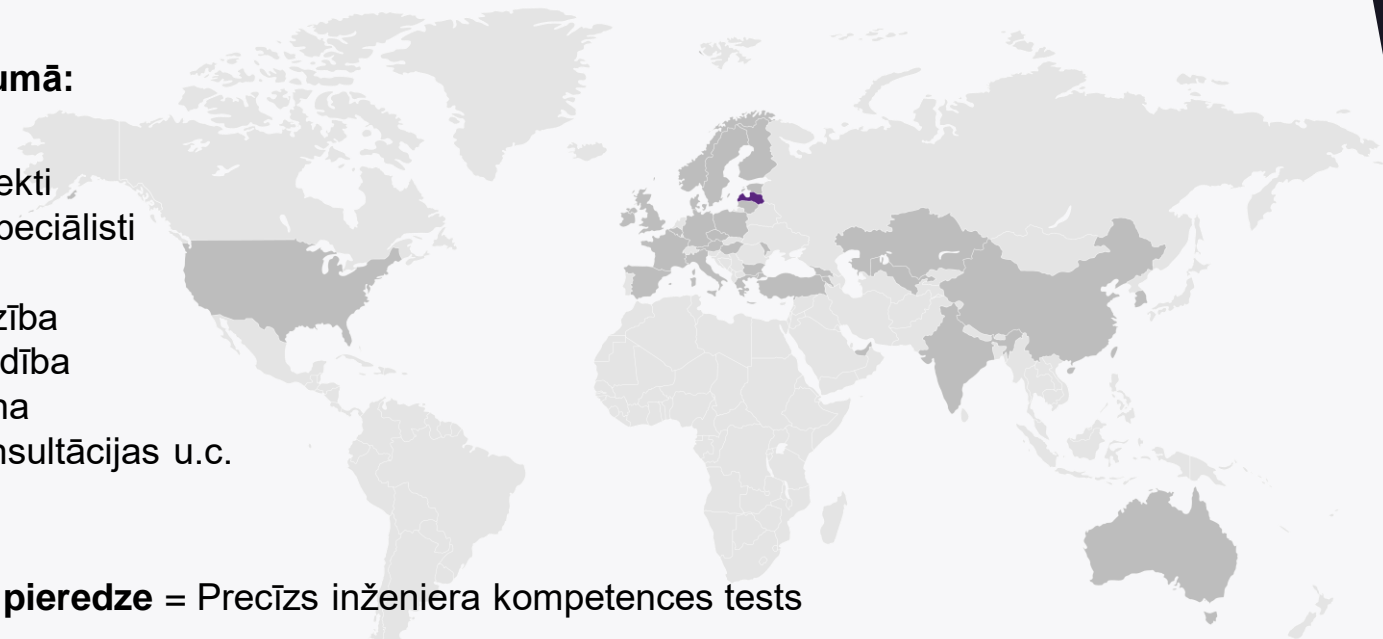 umā:
ekti
peciālisti
zība
dība
na
nsultācijas u.c.
pieredze = Precīzs inženiera kompetences tests